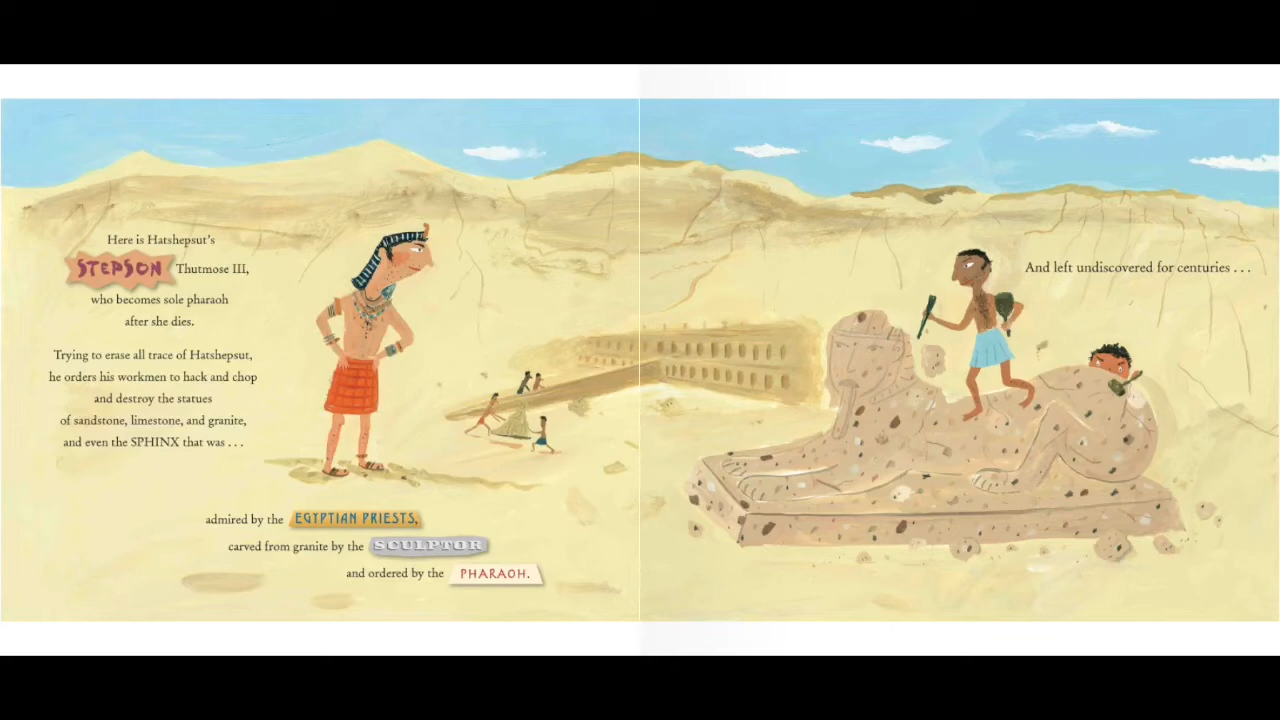 Here is Hatshepsut's
STEPSON Thutmose III,
who becomes sole pharaoh
after she dies.
Trying to erase all trace of Hatshepsut,
he orders his workmen to hack and chop
and destroy the statues
of sandstone, limestone, and granite,
and even the SPHINX that was . . .
admired by the EGYPTIAN PRIESTS,
carved from granite by the SCULPTOR
and ordered by the PHARAOH.
And left undiscovered for centuries . . .